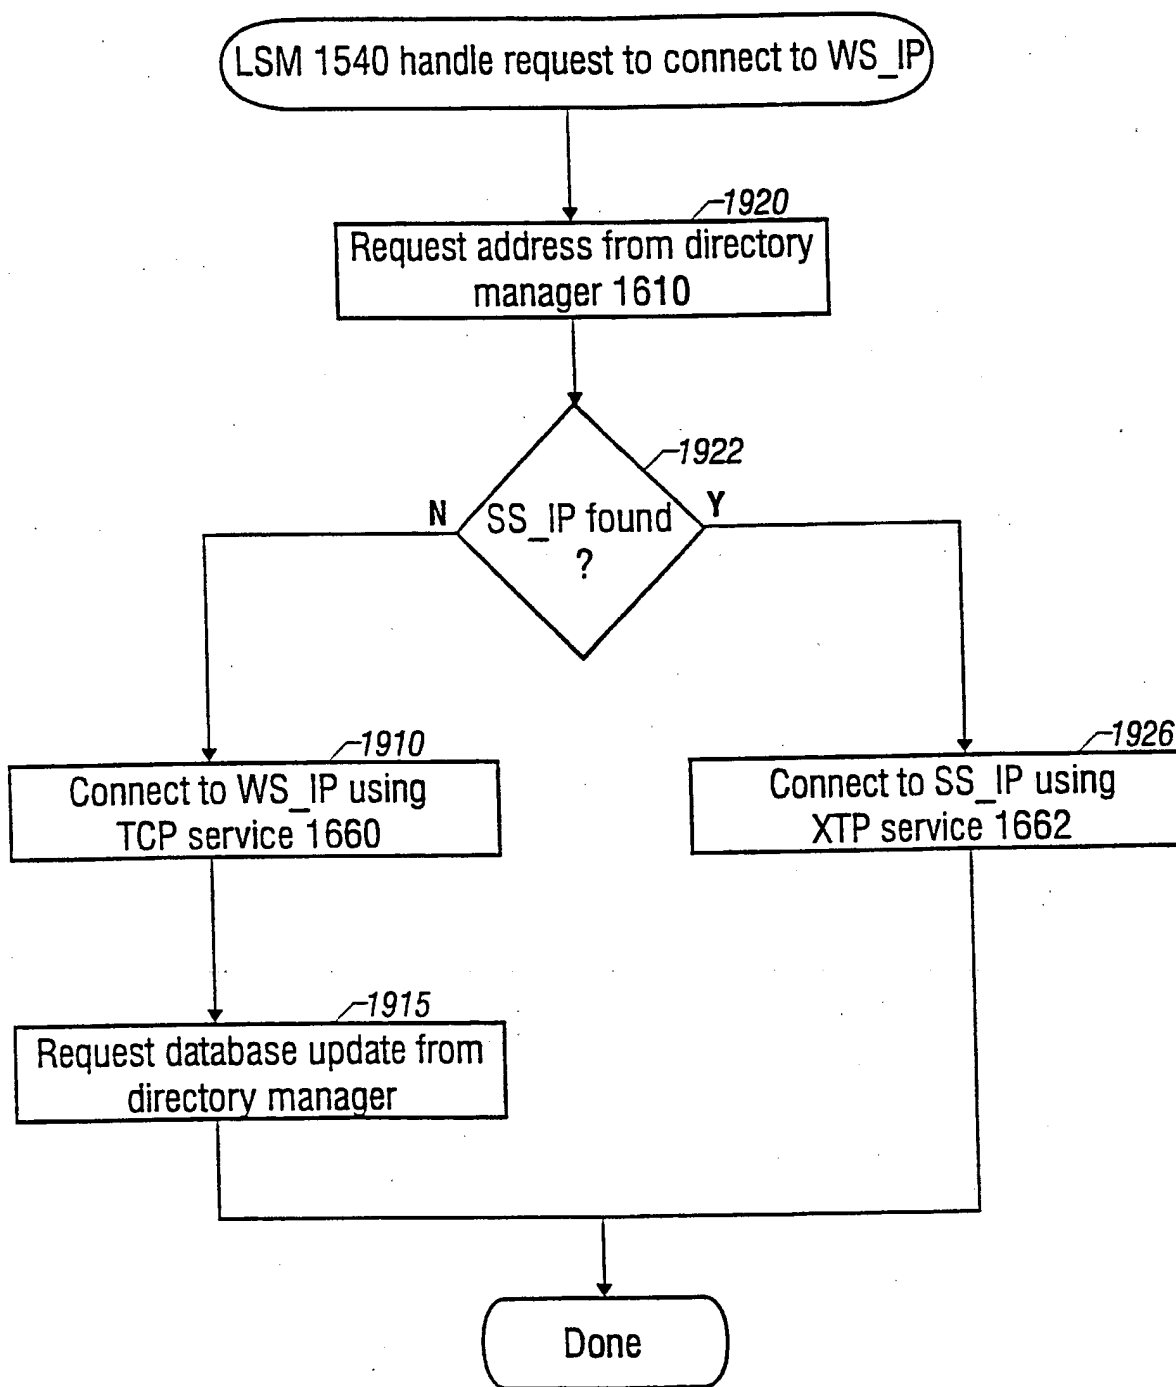 LSM 1540 handle request to connect to WS_IP
1920
Request address from directory
manager 1610
1922
N
SS_IP found
?
Y
1910
Connect to WS_IP using
TCP service 1660
1926
Connect to SS_IP using
XTP service 1662
1915
Request database update from
directory manager
Done